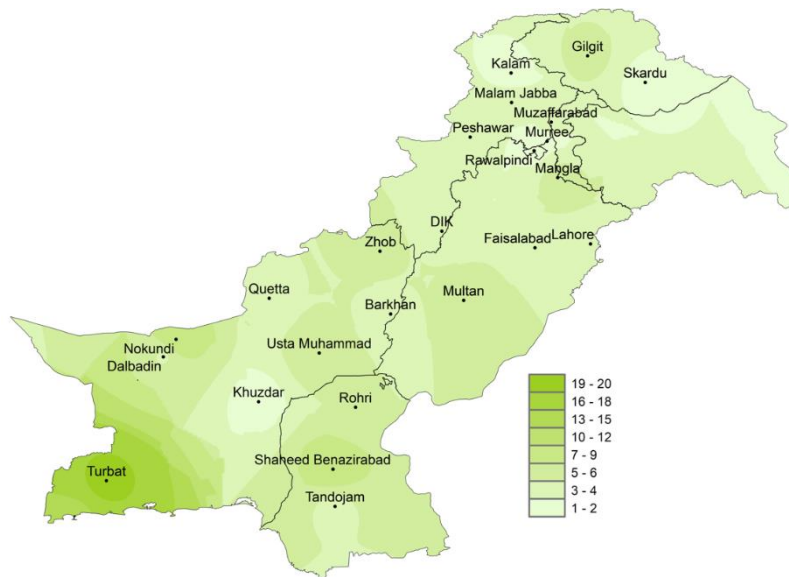 Gilgit
Kalam
Skardu
Malam Jabba
Muzaffarabad
Peshawar
Murree
Rawalpindi
Mangla
DIK
Zhob
Faisalabad
Lahore
Quetta
Multan
Barkhan
Nokundi
Usta Muhammad
Dalbadin
Khuzdar
Rohri
Shaheed Benazirabad
Turbat
Tandojam
19 - 20
16 - 18
13 - 15
10 - 12
7 - 9
5 - 6
3 - 4
1 - 2